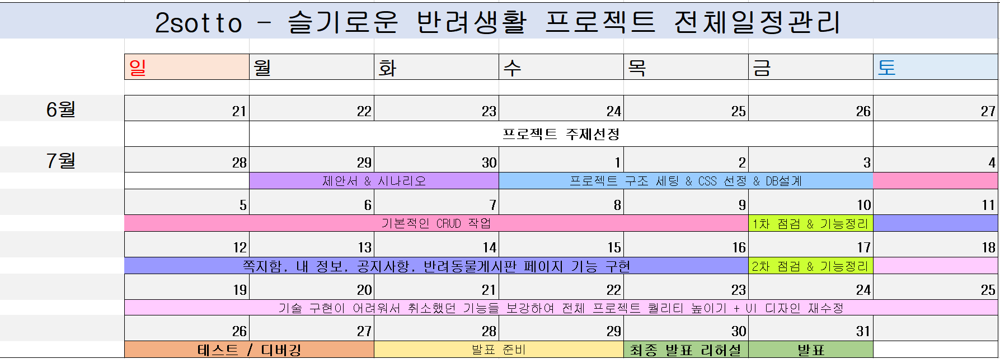 2sotto - 슬기로운 반려생활 프로젝트 전체일정관리
일 월 화 수 목 금 토
6월 21 22 23 24 25 26 27
프로젝트 주제선정
7월 28 29 30 1 2 3 4
제안서 & 시나리오 프로젝트 구조 세팅 & CSS 선정 & DB설계
5 6 7 8 9 10 11
기본적인 CRUD 작업 1차 점검 & 기능정리
12 13 14 15 16 17 18
쪽지함, 내 정보, 공지사항, 반려동물게시판 페이지 기능 구현 2차 점검 & 기능정리
19 20 21 22 23 24 25
기술 구현이 어려워서 취소했던 기능들 보강하여 전체 프로젝트 퀄리티 높이기 + UI 디자인 재수정
26 27 28 29 30 31
테스트 / 디버깅 발표 준비 최종 발표 리허설 발표